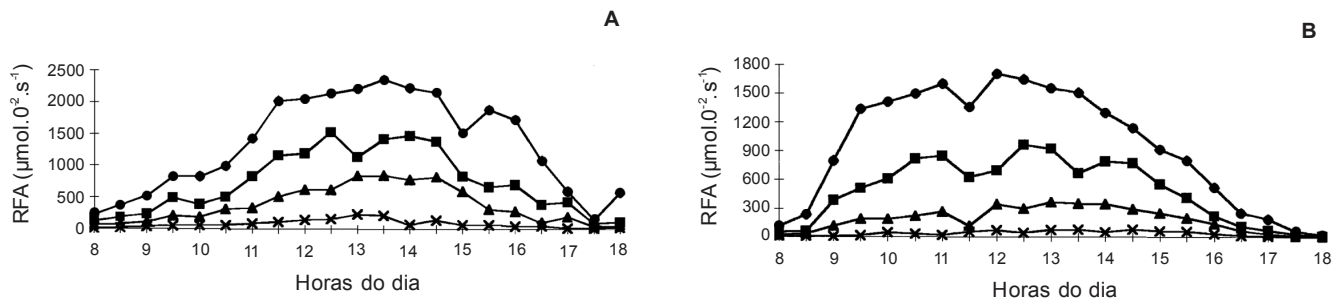 A
RFA (µmol.0⁻².s⁻¹)
2500
2000
1500
1000
500
0
8 9 10 11 12 13 14 15 16 17 18
Horas do dia
B
RFA (µmol.0⁻².s⁻¹)
1800
1500
1200
900
600
300
0
8 9 10 11 12 13 14 15 16 17 18
Horas do dia